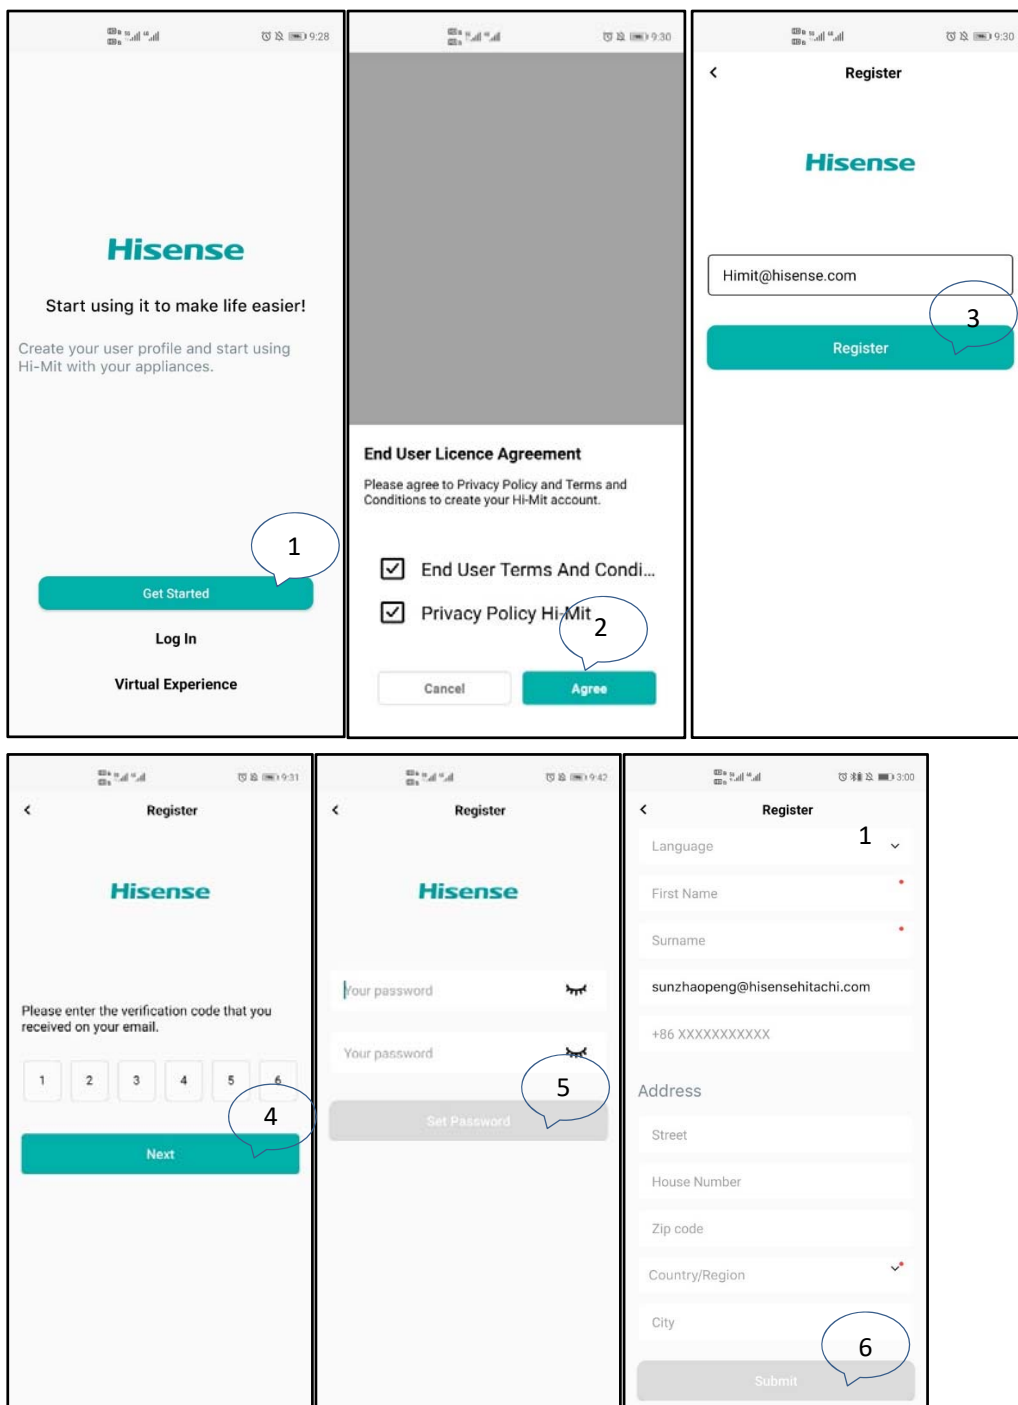 9:28
Hisense
Start using it to make life easier!
Create your user profile and start using
Hi-Mit with your appliances.
1
Get Started
Log In
Virtual Experience
9:30
End User Licence Agreement
Please agree to Privacy Policy and Terms and
Conditions to create your Hi-Mit account.
End User Terms And Condi...
Privacy Policy Hi-Mit
2
Cancel
Agree
9:30
Register
Hisense
Himit@hisense.com
3
Register
9:31
Register
Hisense
Please enter the verification code that you
received on your email.
1 2 3 4 5 6
4
Next
9:42
Register
Hisense
Your password
Your password
5
Set Password
3:00
Register
Language
1
First Name
Surname
sunzhaopeng@hisensehitachi.com
+86 XXXXXXXXXXX
Address
Street
House Number
Zip code
Country/Region
City
6
Submit